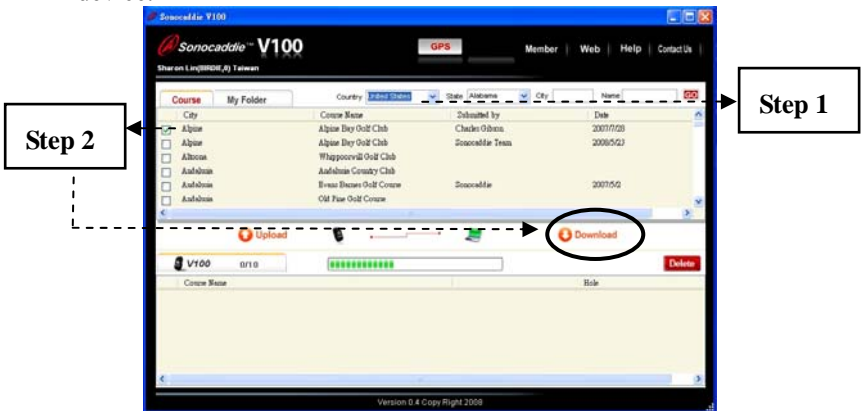 Sonocaddie V100
Sonocaddie™ V100
GPS
Member | Web | Help | Contact Us |
Sharon Lin(BIRDIE,0) Taiwan
Course My Folder Country United States State Alabama City Name GO
Step 1
Step 2
City Course Name Submitted by Date
Alpine Alpine Bay Golf Club Charles Gibson 2007/7/28
Alpine Alpine Bay Golf Club Sonocaddie Team 2008/5/23
Altoona Whippoorwill Golf Club
Andalusia Andalusia Country Club
Andalusia Evans Barnes Golf Course Sonocaddie 2007/5/2
Andalusia Old Pine Golf Course
Upload Download
V100 0/10 Delete
Course Name Hole
Version 0.4 Copy Right 2008